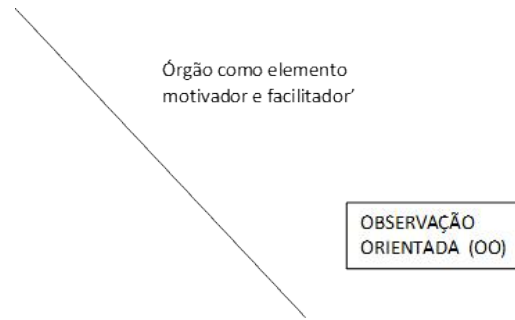 Órgão como elemento
motivador e facilitador’
OBSERVAÇÃO
ORIENTADA (OO)